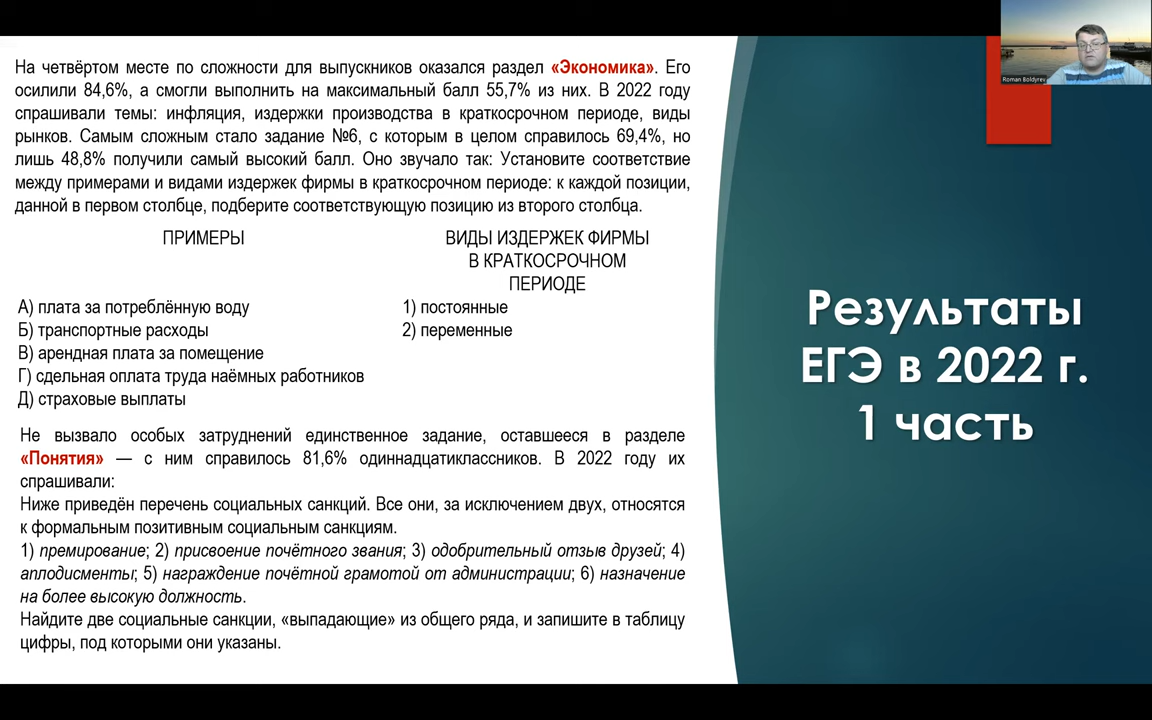 Roman Boldyrev
На четвёртом месте по сложности для выпускников оказался раздел «Экономика». Его
осилили 84,6%, а смогли выполнить на максимальный балл 55,7% из них. В 2022 году
спрашивали темы: инфляция, издержки производства в краткосрочном периоде, виды
рынков. Самым сложным стало задание №6, с которым в целом справилось 69,4%, но
лишь 48,8% получили самый высокий балл. Оно звучало так: Установите соответствие
между примерами и видами издержек фирмы в краткосрочном периоде: к каждой позиции,
данной в первом столбце, подберите соответствующую позицию из второго столбца.
ПРИМЕРЫ
А) плата за потреблённую воду
Б) транспортные расходы
В) арендная плата за помещение
Г) сдельная оплата труда наёмных работников
Д) страховые выплаты
ВИДЫ ИЗДЕРЖЕК ФИРМЫ
В КРАТКОСРОЧНОМ
ПЕРИОДЕ
1) постоянные
2) переменные
Не вызвало особых затруднений единственное задание, оставшееся в разделе
«Понятия» — с ним справилось 81,6% одиннадцатиклассников. В 2022 году их
спрашивали:
Ниже приведён перечень социальных санкций. Все они, за исключением двух, относятся
к формальным позитивным социальным санкциям.
1) премирование; 2) присвоение почётного звания; 3) одобрительный отзыв друзей; 4)
аплодисменты; 5) награждение почётной грамотой от администрации; 6) назначение
на более высокую должность.
Найдите две социальные санкции, «выпадающие» из общего ряда, и запишите в таблицу
цифры, под которыми они указаны.
Результаты
ЕГЭ в 2022 г.
1 часть